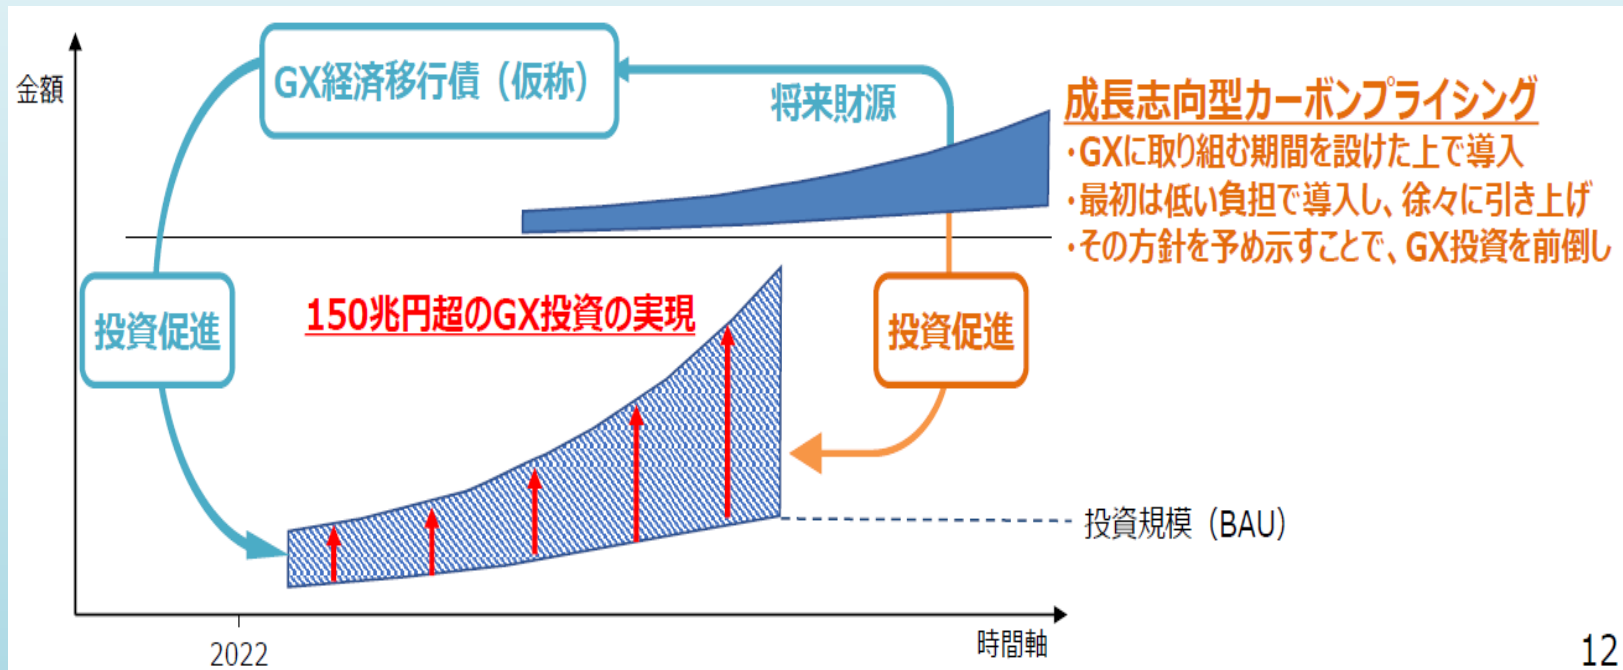 金額
GX経済移行債（仮称）
将来財源
成長志向型カーボンプライシング
・GXに取り組む期間を設けた上で導入
・最初は低い負担で導入し、徐々に引き上げ
・その方針を予め示すことで、GX投資を前倒し
投資促進
150兆円超のGX投資の実現
投資促進
投資規模（BAU）
2022
時間軸
12